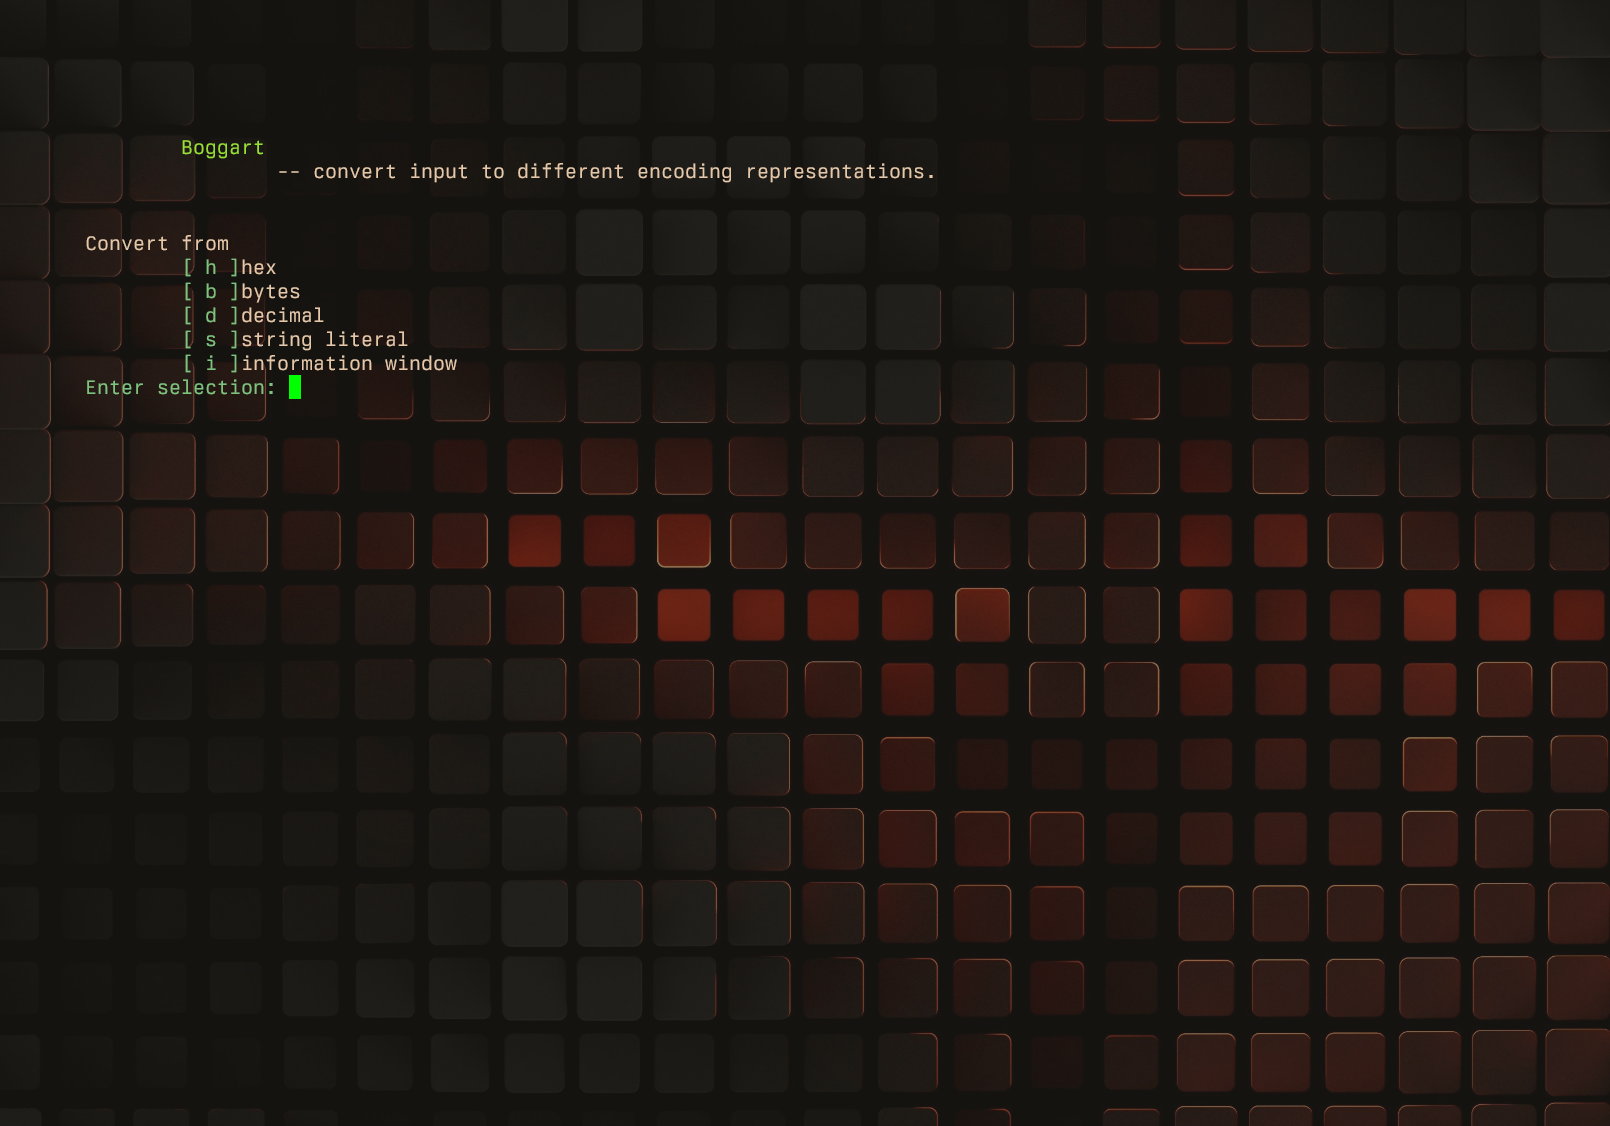 Boggart
-- convert input to different encoding representations.
Convert from
[ h ]hex
[ b ]bytes
[ d ]decimal
[ s ]string literal
[ i ]information window
Enter selection: